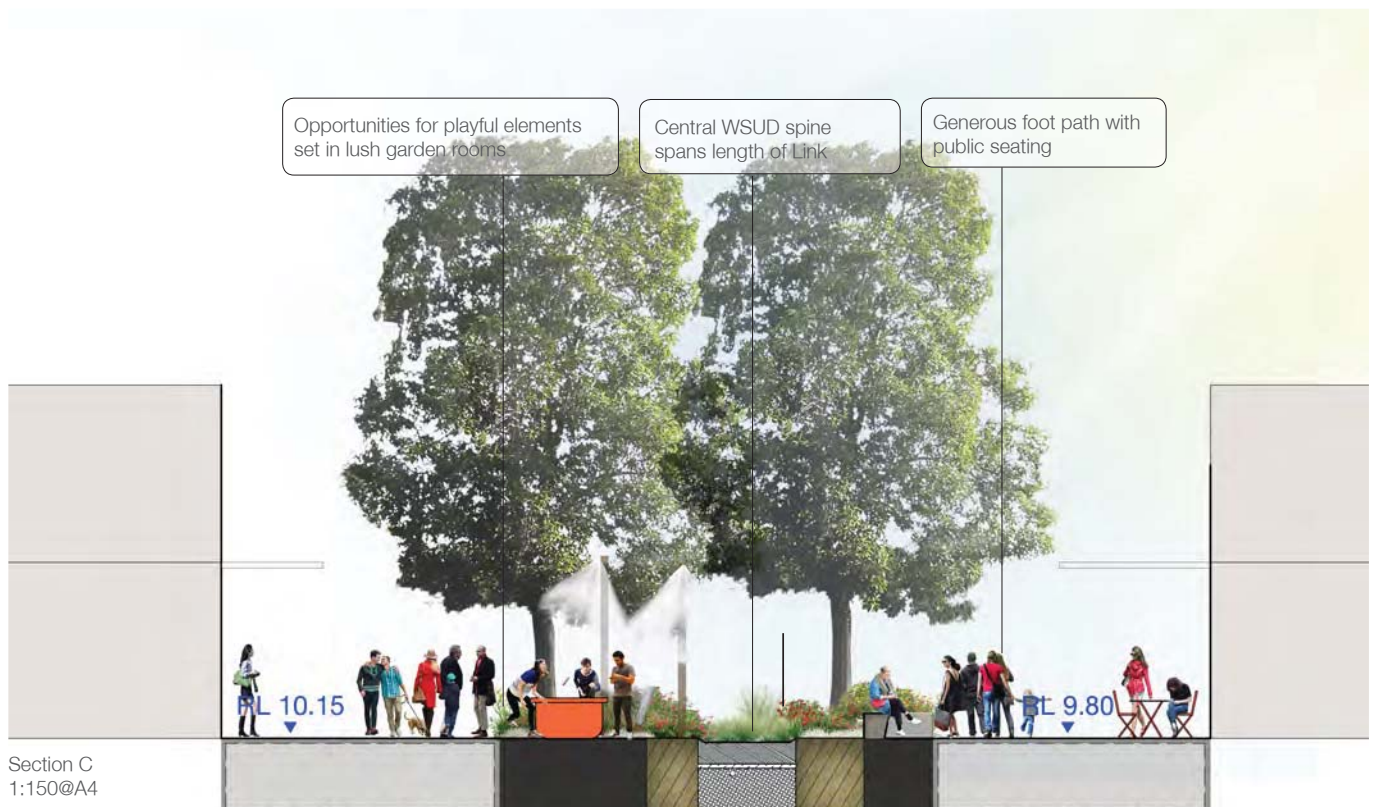 Opportunities for playful elements
set in lush garden rooms
Central WSUD spine
spans length of Link
Generous foot path with
public seating
RL 10.15
RL 9.80
Section C
1:150@A4